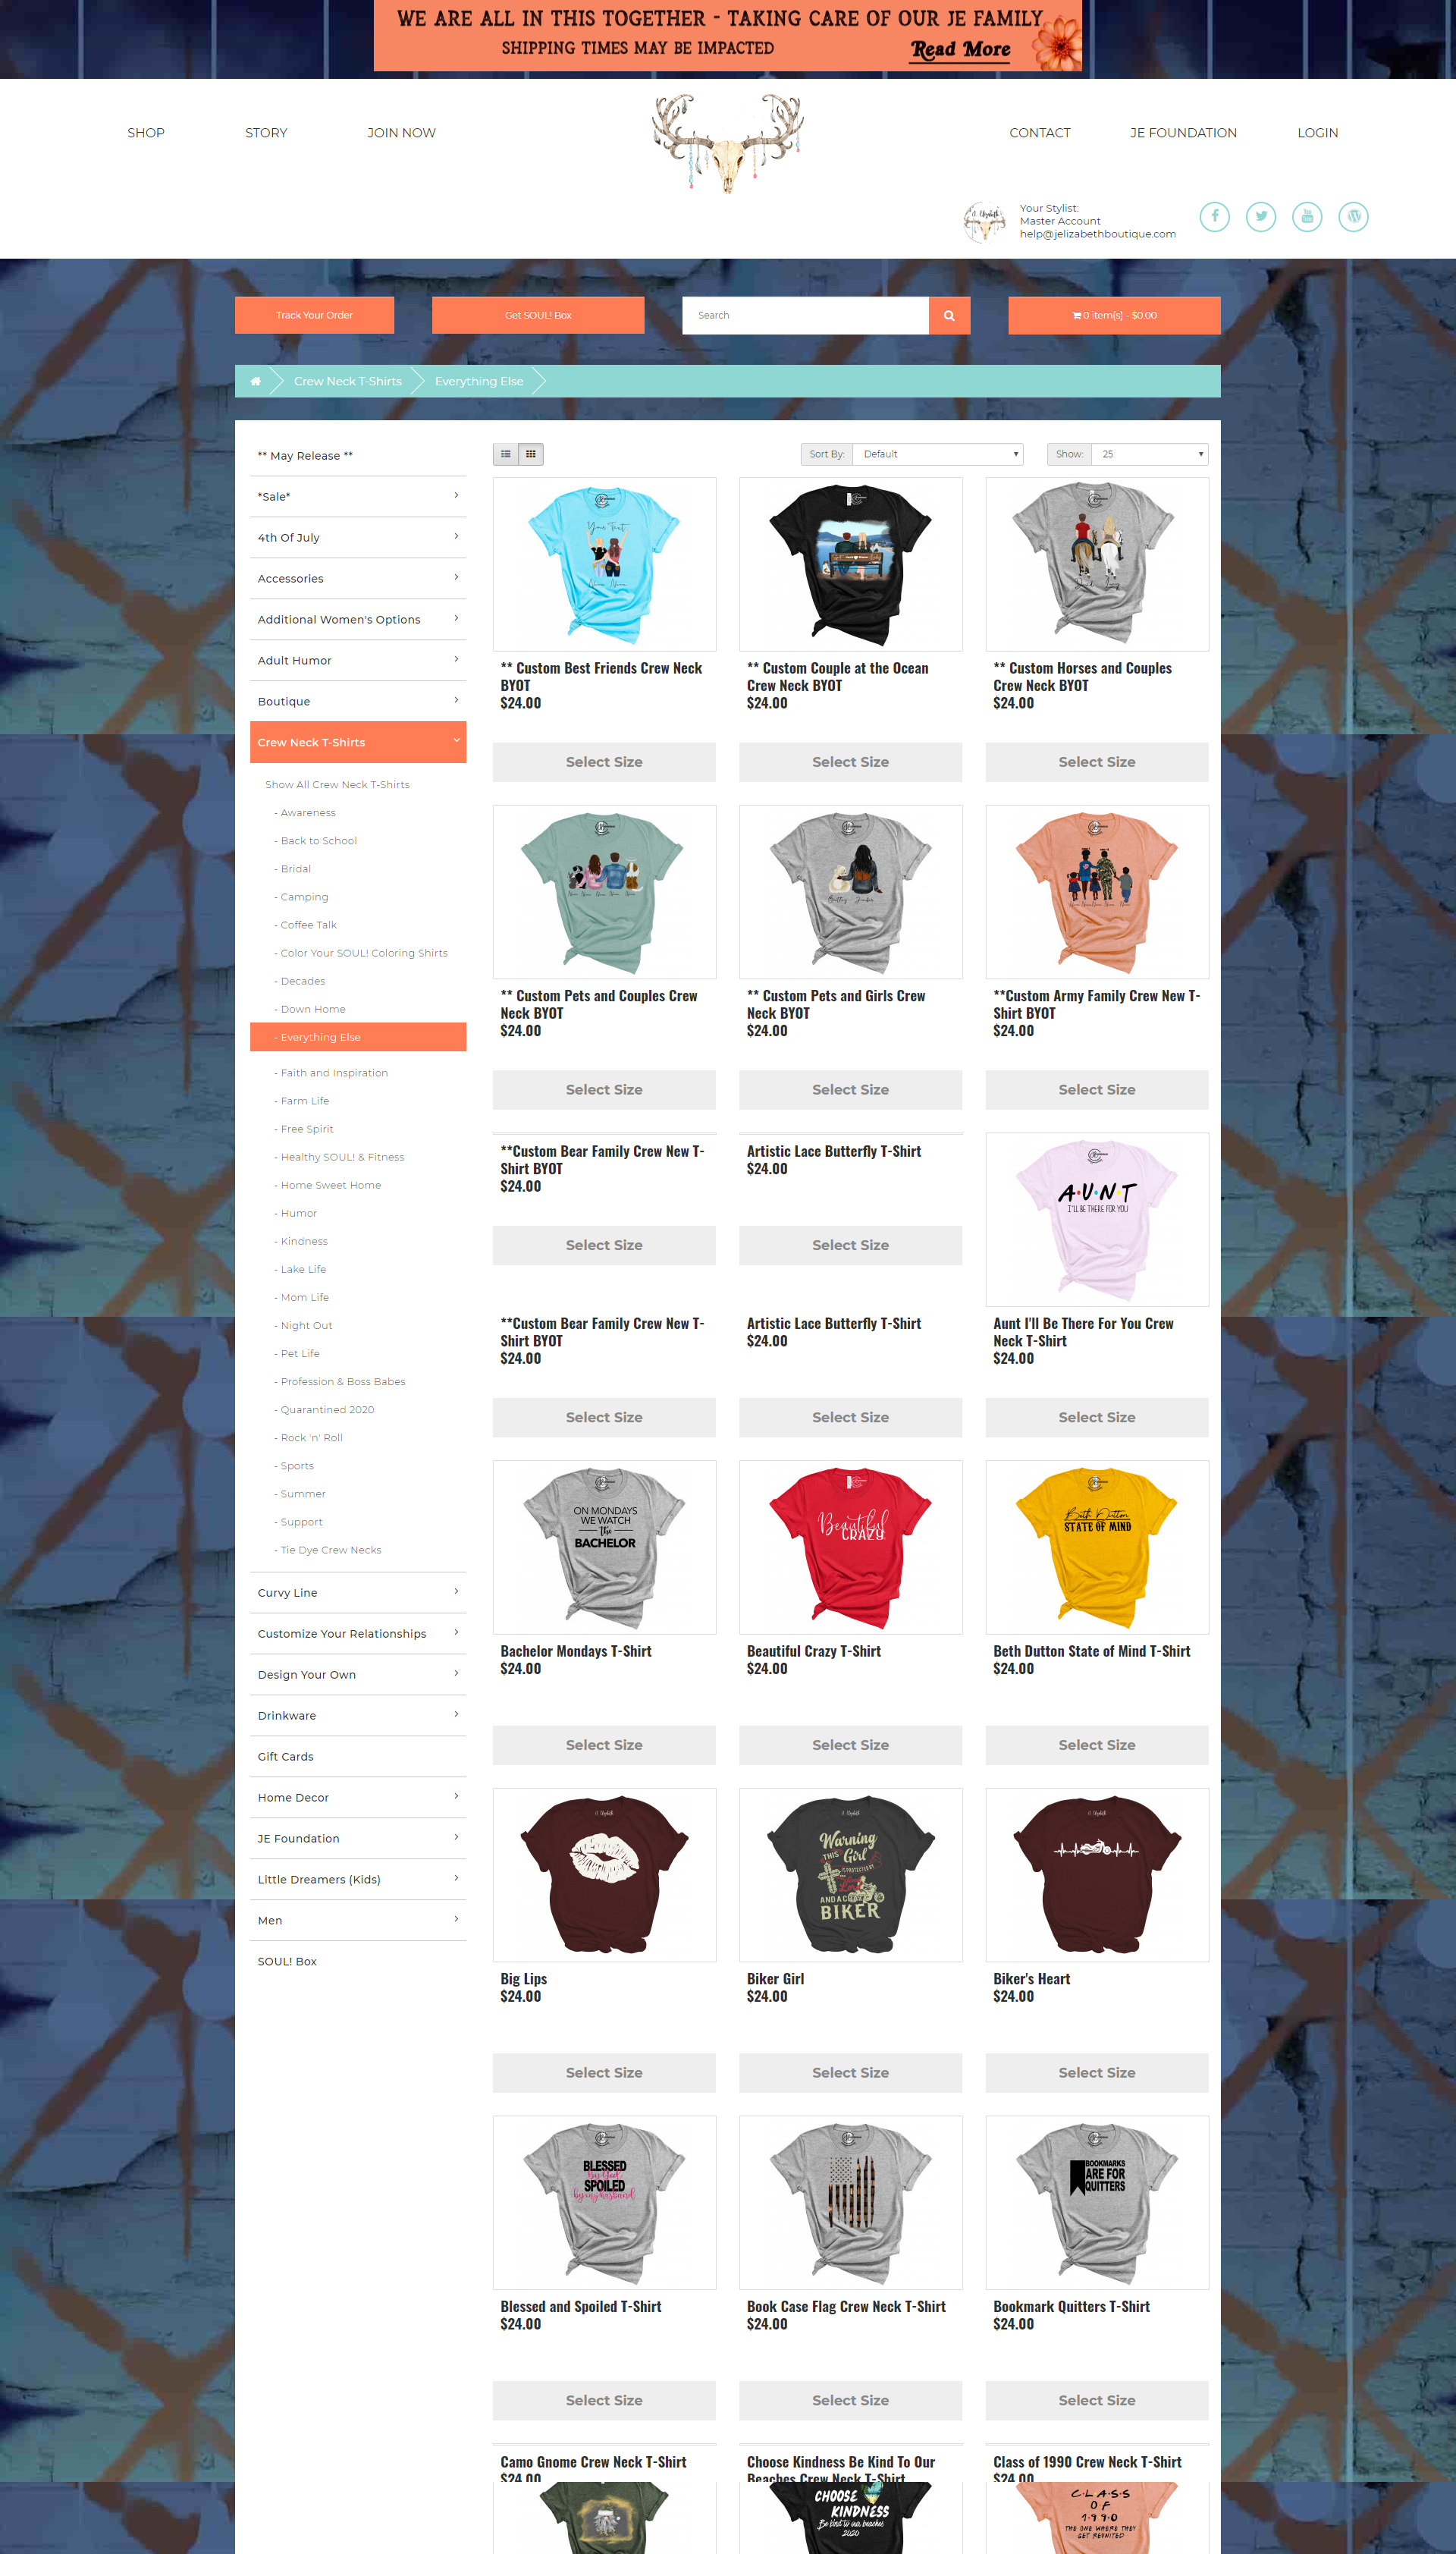 WE ARE ALL IN THIS TOGETHER - TAKING CARE OF OUR JE FAMILY
SHIPPING TIMES MAY BE IMPACTED
Read More
SHOP
STORY
JOIN NOW
CONTACT
JE FOUNDATION
LOGIN
Your Stylist:
Master Account
help@jelizabethboutique.com
Track Your Order
Get SOUL! Box
Search
0 item(s) - $0.00
Crew Neck T-Shirts
Everything Else
** May Release **
*Sale*
4th Of July
Accessories
Additional Women's Options
Adult Humor
Boutique
Crew Neck T-Shirts
Show All Crew Neck T-Shirts
- Awareness
- Back to School
- Bridal
- Camping
- Coffee Talk
- Color Your SOUL! Coloring Shirts
- Decades
- Down Home
- Everything Else
- Faith and Inspiration
- Farm Life
- Free Spirit
- Healthy SOUL! & Fitness
- Home Sweet Home
- Humor
- Kindness
- Lake Life
- Mom Life
- Night Out
- Pet Life
- Profession & Boss Babes
- Quarantined 2020
- Rock 'n' Roll
- Sports
- Summer
- Support
- Tie Dye Crew Necks
Curvy Line
Customize Your Relationships
Design Your Own
Drinkware
Gift Cards
Home Decor
JE Foundation
Little Dreamers (Kids)
Men
SOUL! Box
Sort By:
Default
Show:
25
Your Text
** Custom Best Friends Crew Neck
BYOT
$24.00
Select Size
** Custom Couple at the Ocean
Crew Neck BYOT
$24.00
Select Size
** Custom Horses and Couples
Crew Neck BYOT
$24.00
Select Size
** Custom Pets and Couples Crew
Neck BYOT
$24.00
Select Size
** Custom Pets and Girls Crew
Neck BYOT
$24.00
Select Size
**Custom Army Family Crew New T-
Shirt BYOT
$24.00
Select Size
**Custom Bear Family Crew New T-
Shirt BYOT
$24.00
Select Size
Artistic Lace Butterfly T-Shirt
$24.00
Select Size
**Custom Bear Family Crew New T-
Shirt BYOT
$24.00
Select Size
Artistic Lace Butterfly T-Shirt
$24.00
Select Size
A·U·N·T
I'LL BE THERE FOR YOU
Aunt I'll Be There For You Crew
Neck T-Shirt
$24.00
Select Size
ON MONDAYS
WE WATCH
the
BACHELOR
Bachelor Mondays T-Shirt
$24.00
Select Size
Beautiful
CRAZY
Beautiful Crazy T-Shirt
$24.00
Select Size
Beth Dutton
STATE OF MIND
Beth Dutton State of Mind T-Shirt
$24.00
Select Size
Big Lips
$24.00
Select Size
Warning
THIS Girl
IS PROTECTED BY
AND A CRAZY
BIKER
Biker Girl
$24.00
Select Size
Biker's Heart
$24.00
Select Size
BLESSED
by God
SPOILED
by my husband
Blessed and Spoiled T-Shirt
$24.00
Select Size
Book Case Flag Crew Neck T-Shirt
$24.00
Select Size
BOOKMARKS
ARE FOR
QUITTERS
Bookmark Quitters T-Shirt
$24.00
Select Size
Camo Gnome Crew Neck T-Shirt
$24.00
Choose Kindness Be Kind To Our
Beaches Crew Neck T-Shirt
CHOOSE
KINDNESS
Be kind to our beaches
2020
Class of 1990 Crew Neck T-Shirt
$24.00
C·L·A·S·S
O·F
1·9·9·0
THE ONE WHERE THEY
GET REUNITED